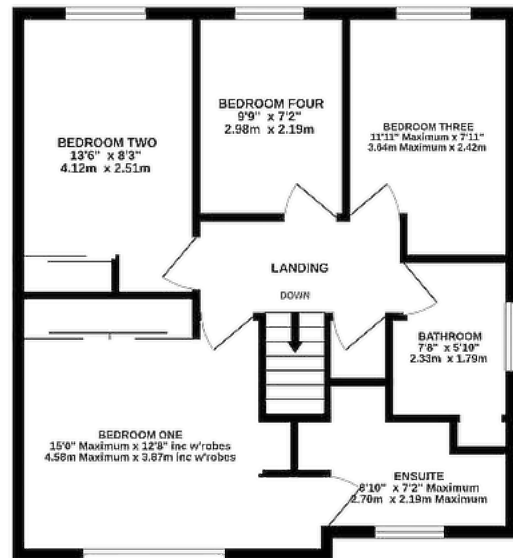 BEDROOM TWO
13'6" x 8'3"
4.12m x 2.51m
BEDROOM FOUR
9'9" x 7'2"
2.98m x 2.19m
BEDROOM THREE
11'11" Maximum x 7'11"
3.64m Maximum x 2.42m
LANDING
DOWN
BATHROOM
7'8" x 5'10"
2.33m x 1.79m
BEDROOM ONE
15'0" Maximum x 12'8" inc w'robes
4.58m Maximum x 3.87m inc w'robes
ENSUITE
8'10" x 7'2" Maximum
2.70m x 2.19m Maximum